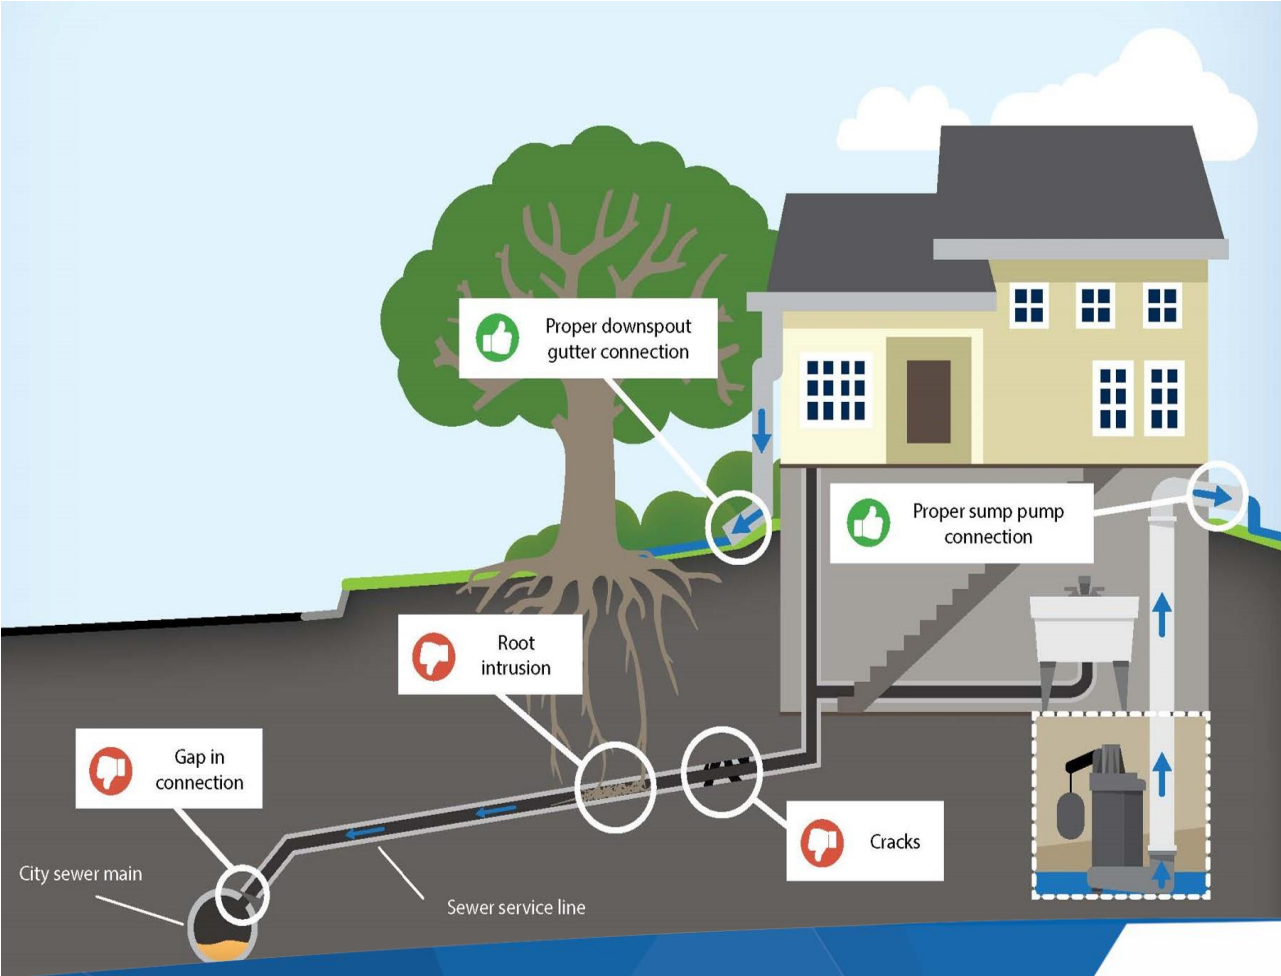 Proper downspout
gutter connection
Proper sump pump
connection
Root
intrusion
Gap in
connection
Cracks
City sewer main
Sewer service line